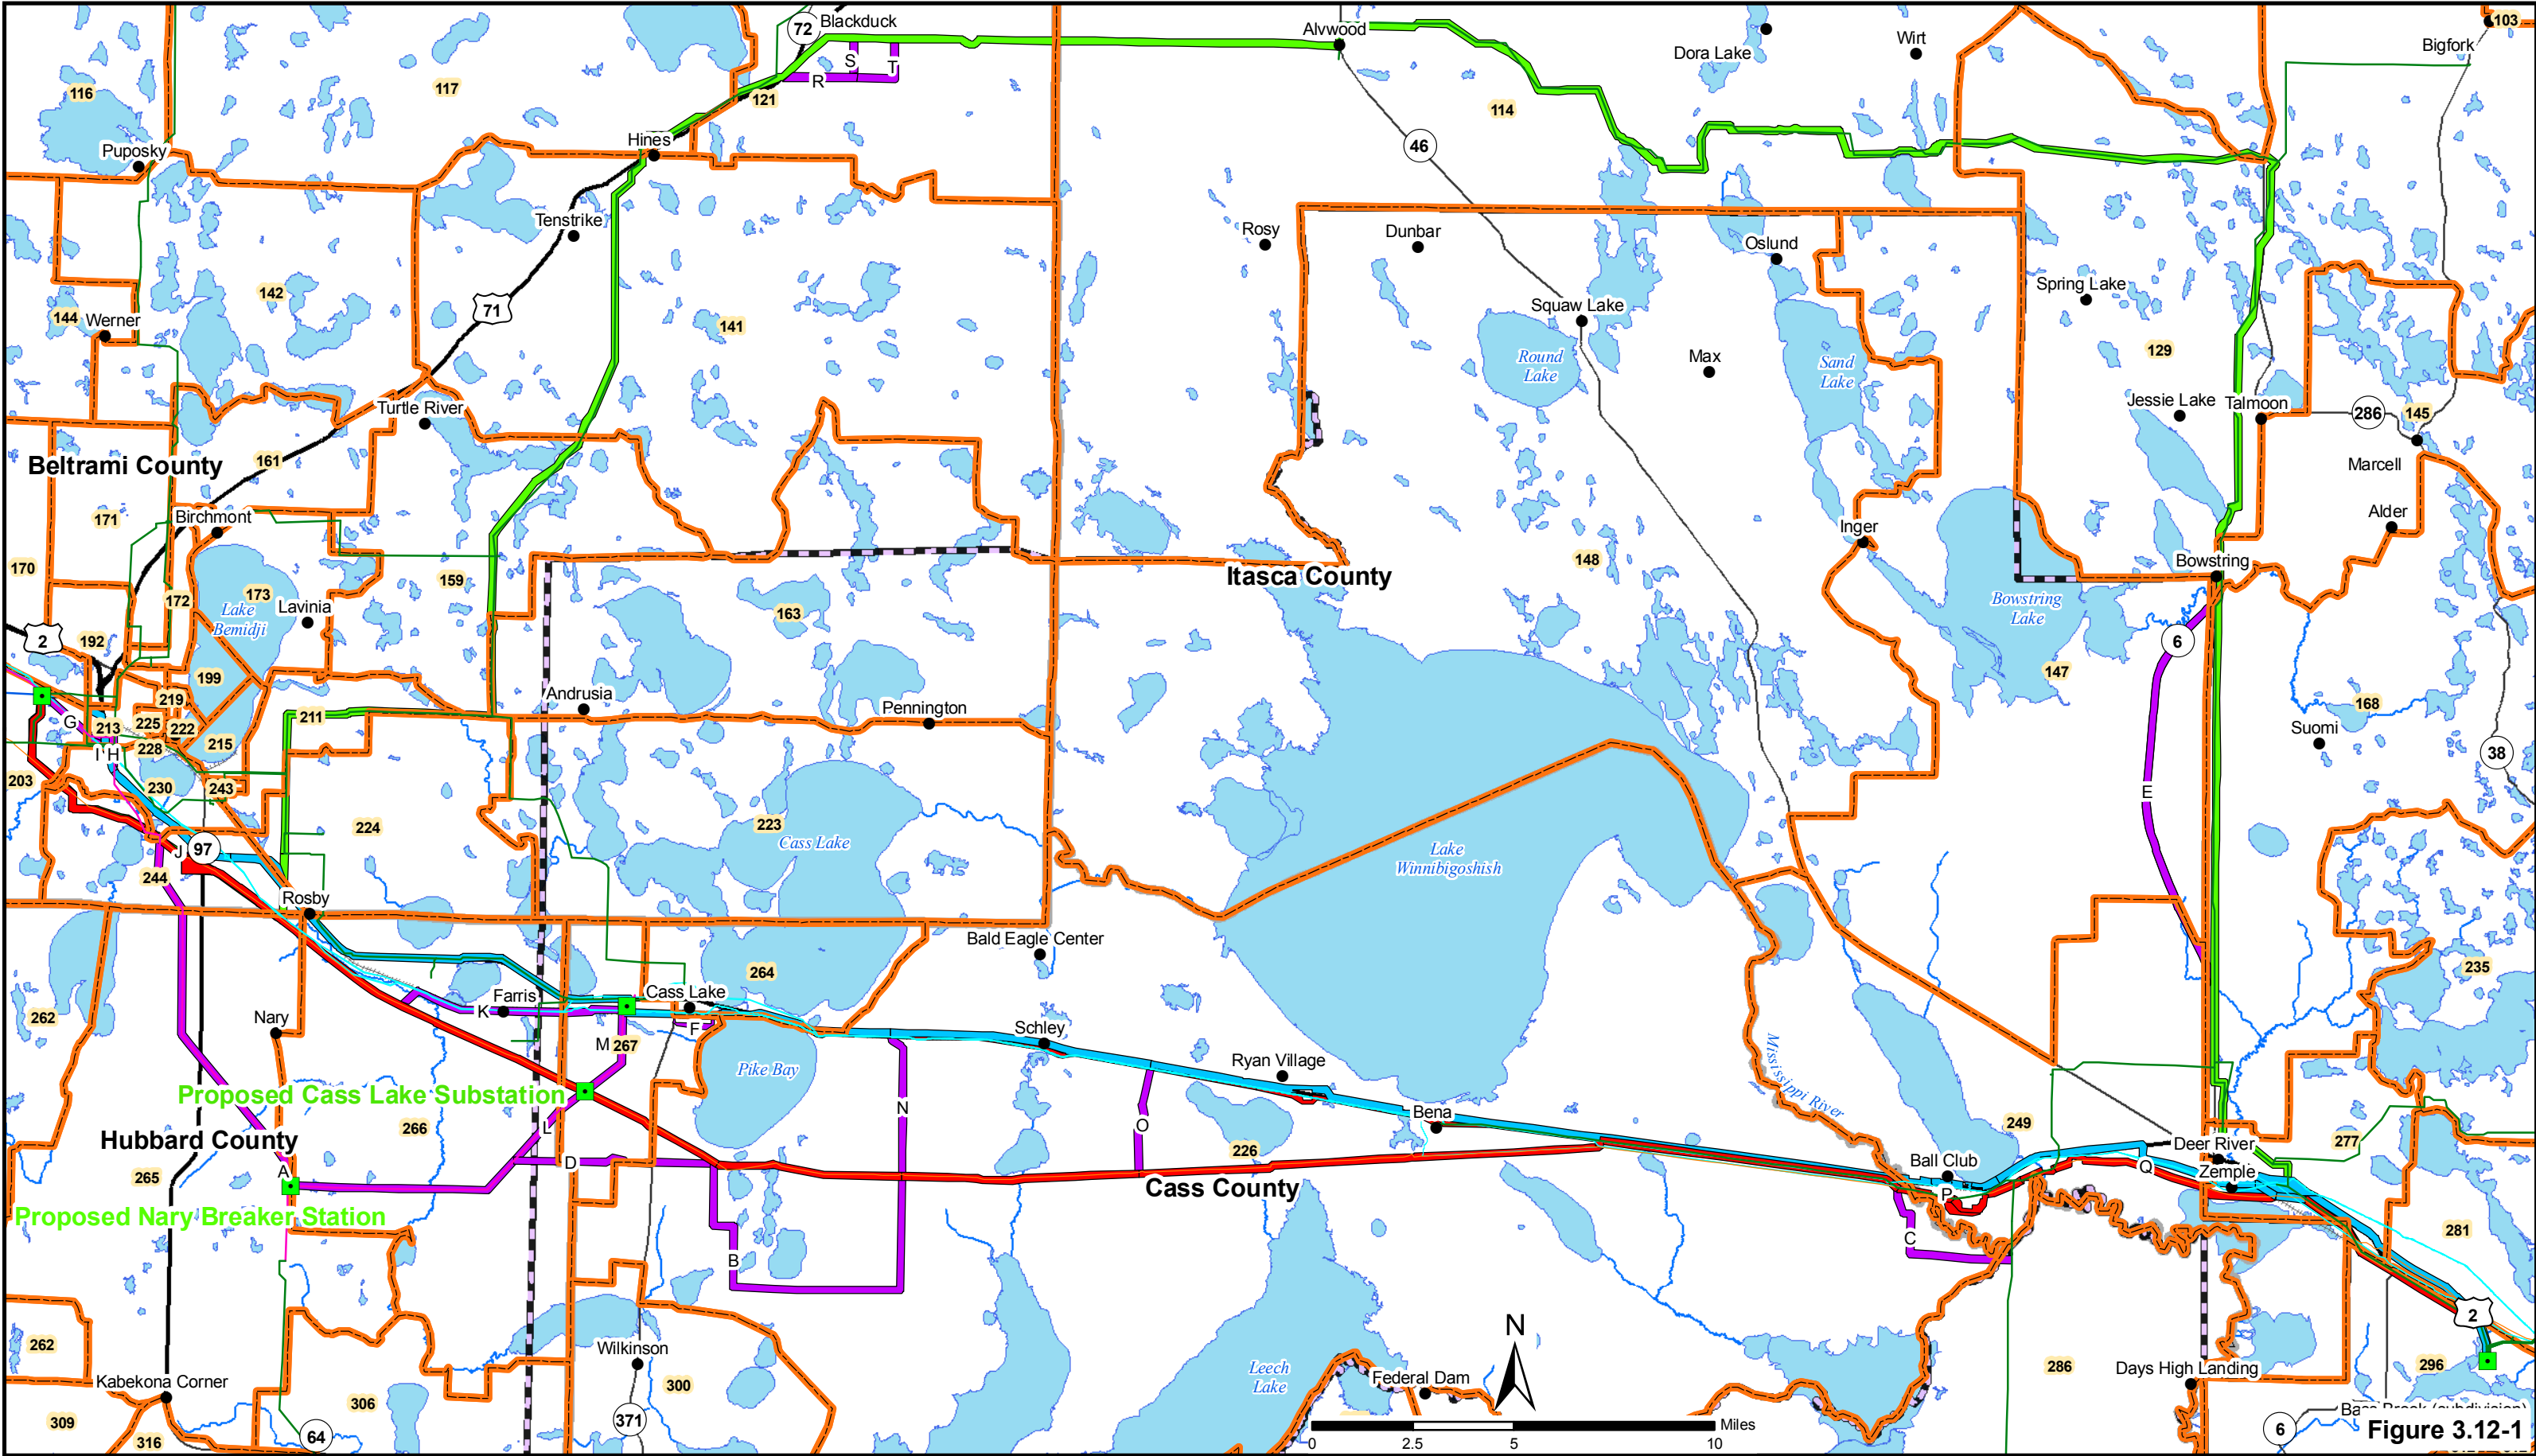 72
Blackduck
Alvwood
Dora Lake
Wirt
103
Bigfork
S
T
R
116
117
121
114
Puposky
Hines
46
Tenstrike
Rosy
Dunbar
Oslund
142
71
144
Werner
141
Squaw Lake
Spring Lake
Round
Lake
Max
Sand
Lake
129
Turtle River
Jessie Lake
Talmoon
286
145
Beltrami County
161
Marcell
171
Birchmont
Inger
Alder
170
159
148
Bowstring
Itasca County
172
173
Lake
Bemidji
Lavinia
163
Bowstring
Lake
2
192
6
147
199
219
Andrusia
168
G
213
225
222
211
Pennington
Suomi
I
H
228
215
38
203
230
243
E
224
223
Cass Lake
Lake
Winnibigoshish
J
97
244
Rosby
Bald Eagle Center
264
235
262
Farris
Cass Lake
K
Nary
F
Schley
M
267
Ryan Village
Pike Bay
Mississippi River
Proposed Cass Lake Substation
N
Bena
266
L
O
249
Hubbard County
226
277
Deer River
A
D
Ball Club
Q
Zemple
265
Cass County
P
Proposed Nary Breaker Station
281
B
C
2
262
N
Wilkinson
Leech
Lake
Federal Dam
286
Days High Landing
296
Kabekona Corner
300
306
309
371
Miles
6
Bass Brook (subdivision)
316
64
0
2.5
5
10
Figure 3.12-1